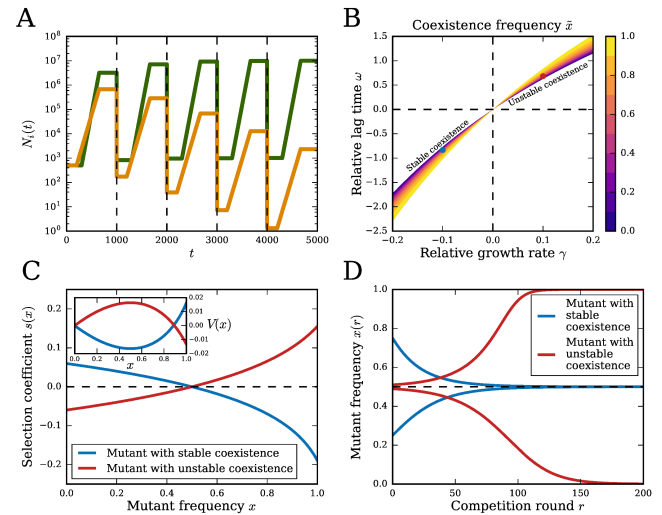 A
10^8
10^7
10^6
10^5
10^4
10^3
10^2
10^1
10^0
N_i(t)
0
1000
2000
3000
4000
5000
t
B
Coexistence frequency x̃
1.5
1.0
0.5
0.0
−0.5
−1.0
−1.5
−2.0
−2.5
Relative lag time ω
Unstable coexistence
Stable coexistence
−0.2
−0.1
0.0
0.1
0.2
Relative growth rate γ
1.0
0.8
0.6
0.4
0.2
0.0
C
0.2
0.1
0.0
−0.1
−0.2
Selection coefficient s(x)
0.02
0.01
0.00
−0.01
−0.02
V(x)
0.0
0.2
0.4
0.6
0.8
1.0
x
Mutant with stable coexistence
Mutant with unstable coexistence
0.0
0.2
0.4
0.6
0.8
1.0
Mutant frequency x
D
1.0
0.8
0.6
0.4
0.2
0.0
Mutant frequency x(r)
Mutant with
stable
coexistence
Mutant with
unstable
coexistence
0
50
100
150
200
Competition round r